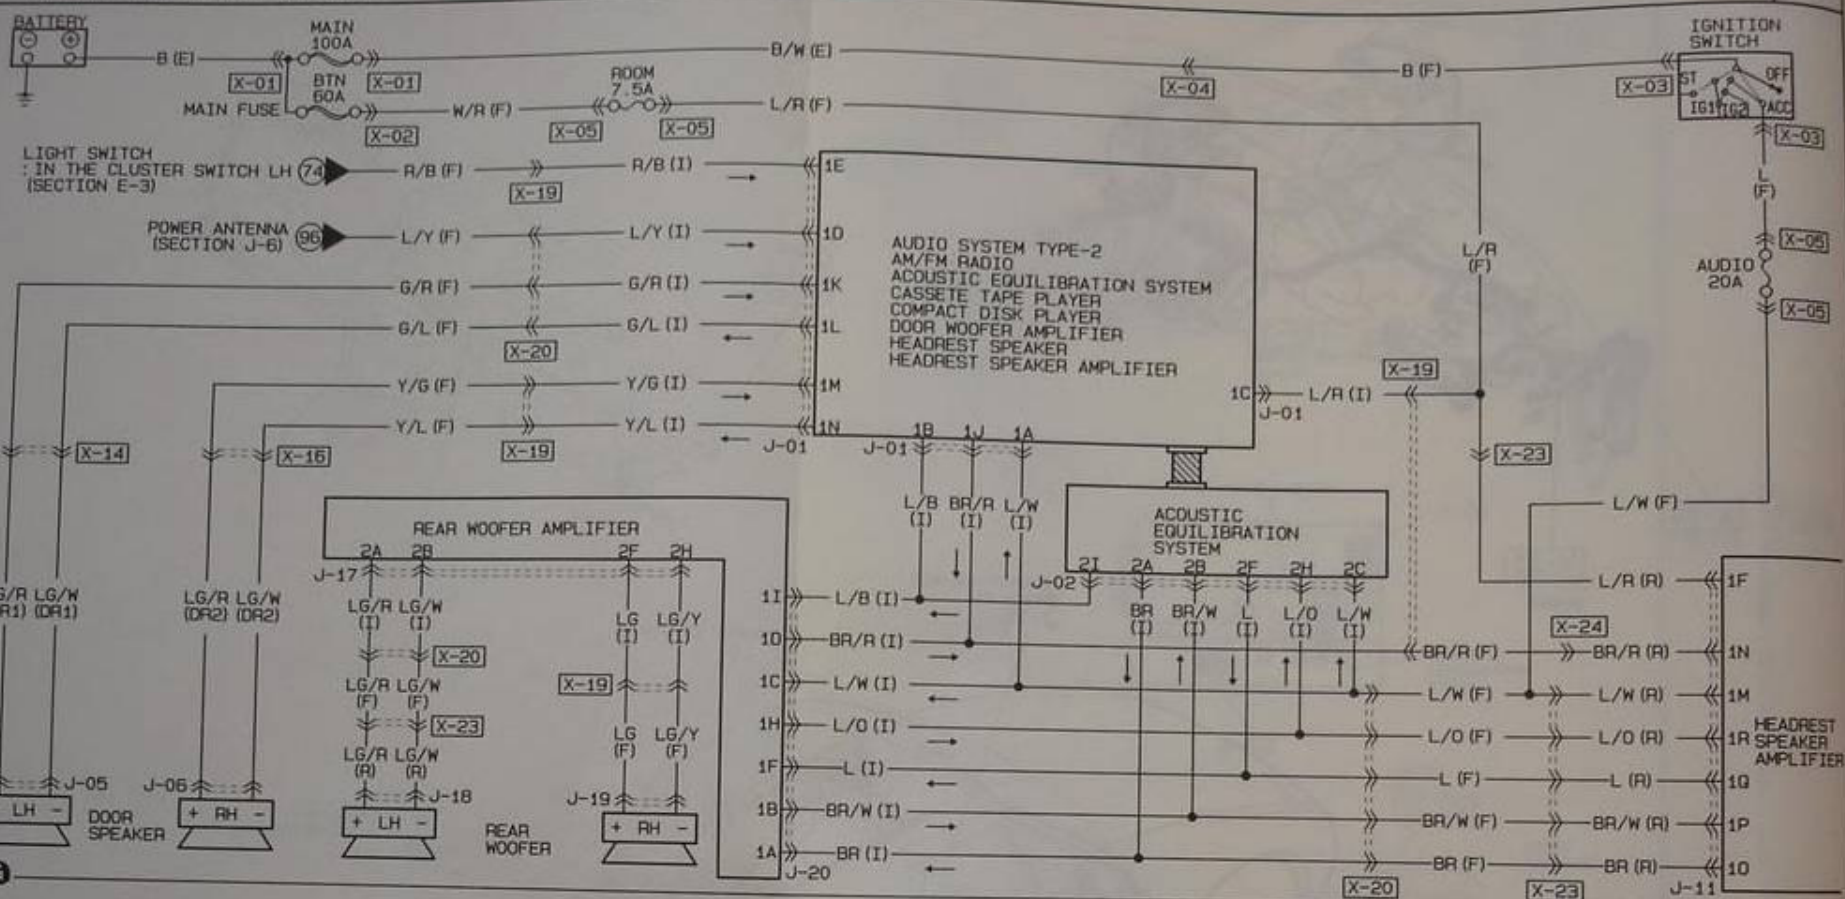 BATTERY
B (E)
X-01
MAIN
100A
BTN
60A
X-01
MAIN FUSE
X-02
B/W (E)
W/R (F)
X-05
ROOM
7.5A
X-05
L/R (F)
X-04
B (F)
X-03
IGNITION
SWITCH
ST
OFF
IG1
IG2
ACC
X-03
L
(F)
X-05
AUDIO
20A
X-05
LIGHT SWITCH
: IN THE CLUSTER SWITCH LH 74
(SECTION E-3)
R/B (F)
X-19
R/B (I)
1E
POWER ANTENNA
(SECTION J-6)
96
L/Y (F)
L/Y (I)
1D
G/R (F)
G/R (I)
1K
G/L (F)
G/L (I)
1L
X-20
Y/G (F)
Y/G (I)
1M
Y/L (F)
Y/L (I)
1N
X-19
J-01
AUDIO SYSTEM TYPE-2
AM/FM RADIO
ACOUSTIC EQUILIBRATION SYSTEM
CASSETE TAPE PLAYER
COMPACT DISK PLAYER
DOOR WOOFER AMPLIFIER
HEADREST SPEAKER
HEADREST SPEAKER AMPLIFIER
1C
J-01
L/R (I)
X-19
L/R
(F)
X-23
L/W (F)
1B 1J 1A
J-01
L/B BR/R L/W
(I) (I) (I)
X-14
X-16
REAR WOOFER AMPLIFIER
2A 2B 2F 2H
J-17
ACOUSTIC
EQUILIBRATION
SYSTEM
2I 2A 2B 2F 2H 2C
J-02
BR BR/W L L/O L/W
(I) (I) (I) (I) (I)
LG/W
(DR1)
LG/R LG/W
(DR2) (DR2)
LG/R LG/W
(I) (I)
X-20
LG/R LG/W
(F) (F)
X-23
LG/R LG/W
(R) (R)
J-18
LG LG/Y
(I) (I)
X-19
LG LG/Y
(F) (F)
J-19
J-05
LH -
DOOR
SPEAKER
J-06
+ RH -
+ LH -
REAR
WOOFER
+ RH -
1I L/B (I)
1D BR/R (I)
1C L/W (I)
1H L/O (I)
1F L (I)
1B BR/W (I)
1A BR (I)
J-20
L/R (R) 1F
X-24
BR/R (F) BR/R (R) 1N
L/W (F) L/W (R) 1M
L/O (F) L/O (R) 1R
L (F) L (R) 1Q
BR/W (F) BR/W (R) 1P
BR (F) BR (R) 1O
X-20
X-23
J-11
HEADREST
SPEAKER
AMPLIFIER